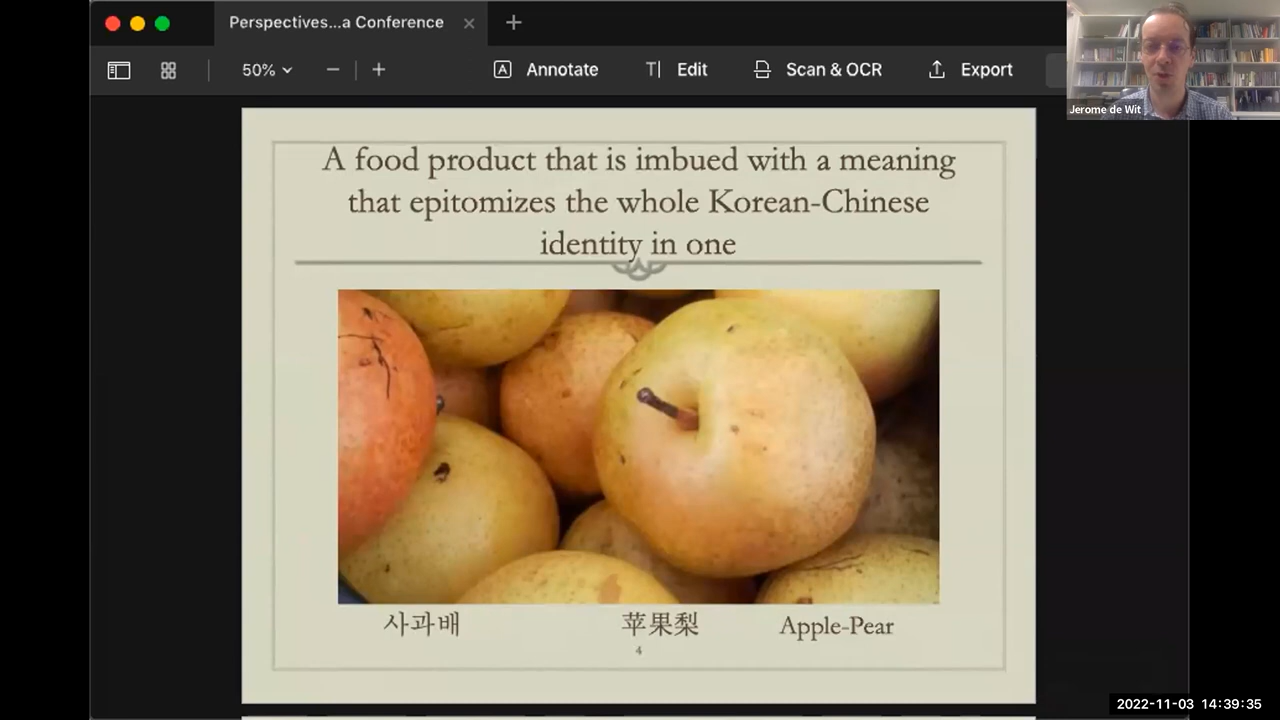 Perspectives...a Conference
50%
Annotate
Edit
Scan & OCR
Export
Jerome de Wit
A food product that is imbued with a meaning
that epitomizes the whole Korean-Chinese
identity in one
사과배 苹果梨 Apple-Pear
4
2022-11-03 14:39:35